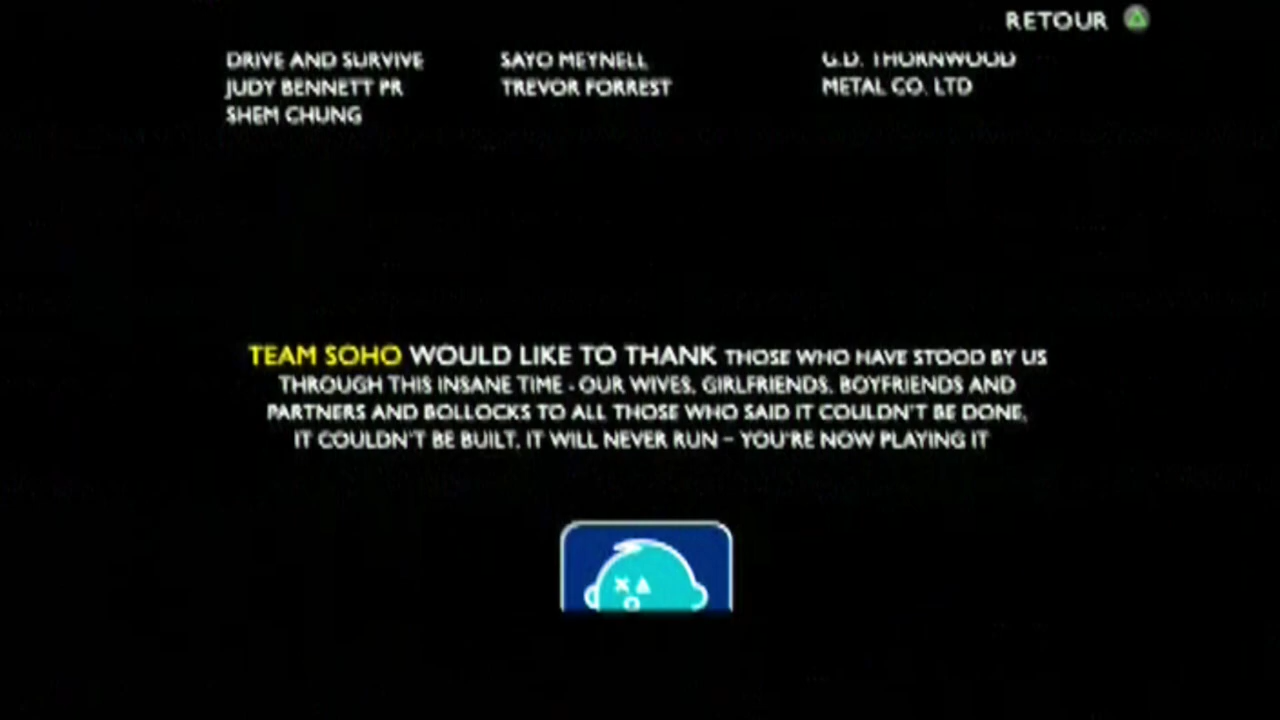 RETOUR
DRIVE AND SURVIVE
JUDY BENNETT PR
SHEM CHUNG
SAYO MEYNELL
TREVOR FORREST
G.D. THORNWOOD
METAL CO. LTD
TEAM SOHO WOULD LIKE TO THANK THOSE WHO HAVE STOOD BY US
THROUGH THIS INSANE TIME - OUR WIVES, GIRLFRIENDS, BOYFRIENDS AND
PARTNERS AND BOLLOCKS TO ALL THOSE WHO SAID IT COULDN'T BE DONE,
IT COULDN'T BE BUILT, IT WILL NEVER RUN – YOU'RE NOW PLAYING IT